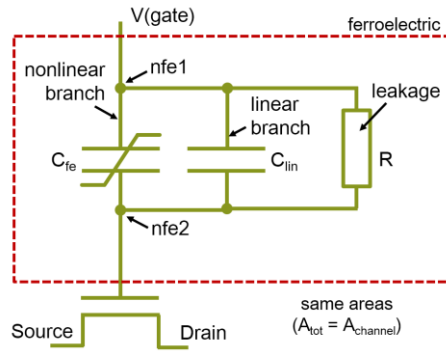 V(gate)
ferroelectric
nonlinear
branch
nfe1
linear
branch
leakage
Cfe
Clin
R
nfe2
same areas
(Atot = Achannel)
Source
Drain